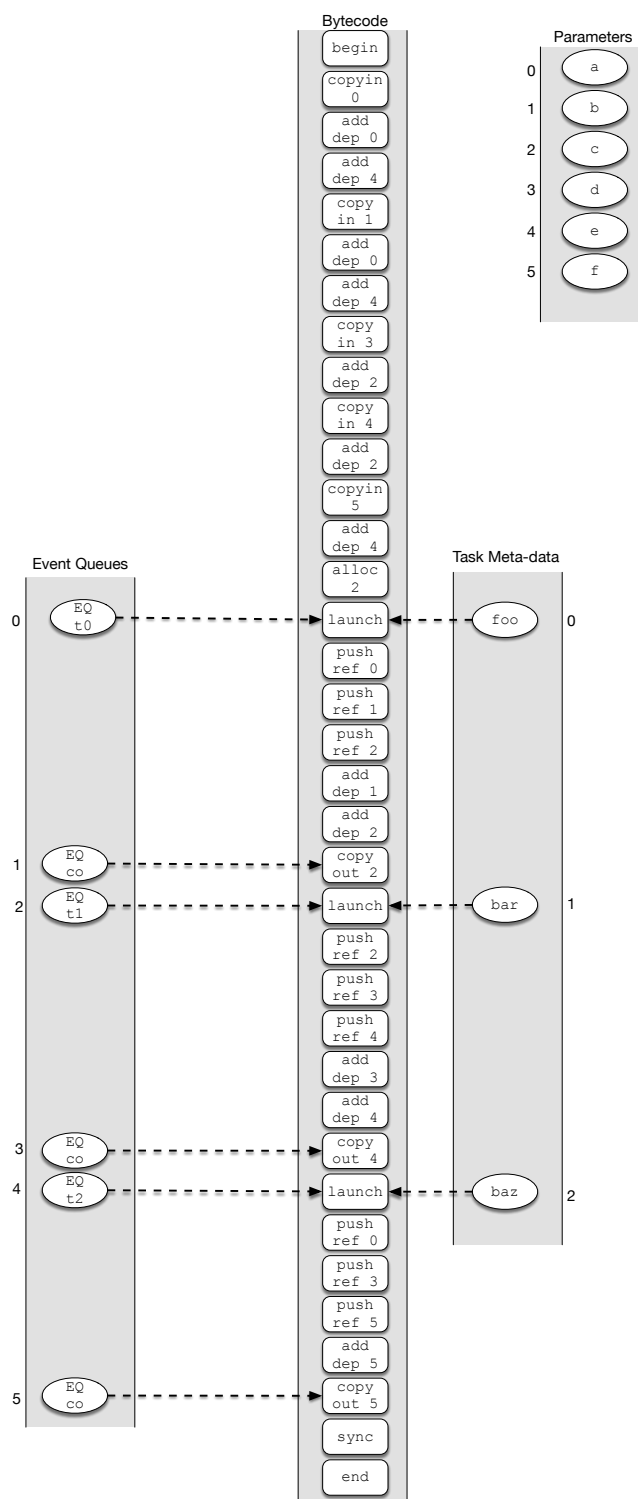 Bytecode
begin
copyin
0
add
dep 0
add
dep 4
copy
in 1
add
dep 0
add
dep 4
copy
in 3
add
dep 2
copy
in 4
add
dep 2
copyin
5
add
dep 4
alloc
2
launch
push
ref 0
push
ref 1
push
ref 2
add
dep 1
add
dep 2
copy
out 2
launch
push
ref 2
push
ref 3
push
ref 4
add
dep 3
add
dep 4
copy
out 4
launch
push
ref 0
push
ref 3
push
ref 5
add
dep 5
copy
out 5
sync
end
Parameters
0 a
1 b
2 c
3 d
4 e
5 f
Event Queues
0 EQ
t0
1 EQ
co
2 EQ
t1
3 EQ
co
4 EQ
t2
5 EQ
co
Task Meta-data
foo 0
bar 1
baz 2